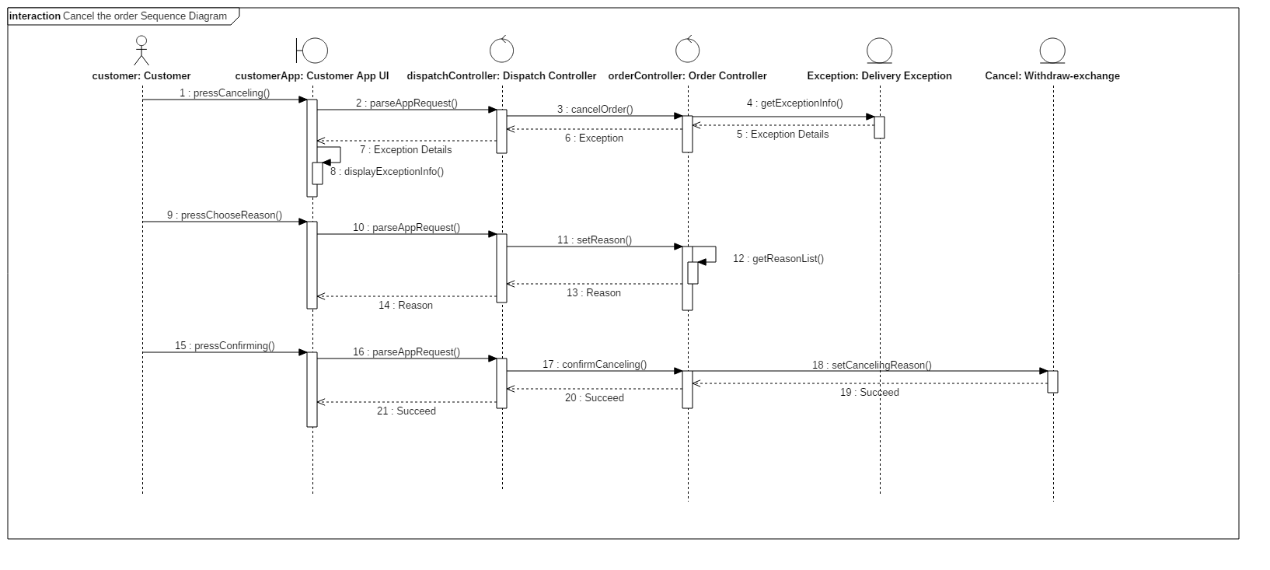 interaction Cancel the order Sequence Diagram
customer: Customer
customerApp: Customer App UI
dispatchController: Dispatch Controller
orderController: Order Controller
Exception: Delivery Exception
Cancel: Withdraw-exchange
1 : pressCanceling()
2 : parseAppRequest()
3 : cancelOrder()
4 : getExceptionInfo()
5 : Exception Details
6 : Exception
7 : Exception Details
8 : displayExceptionInfo()
9 : pressChooseReason()
10 : parseAppRequest()
11 : setReason()
12 : getReasonList()
13 : Reason
14 : Reason
15 : pressConfirming()
16 : parseAppRequest()
17 : confirmCanceling()
18 : setCancelingReason()
19 : Succeed
20 : Succeed
21 : Succeed